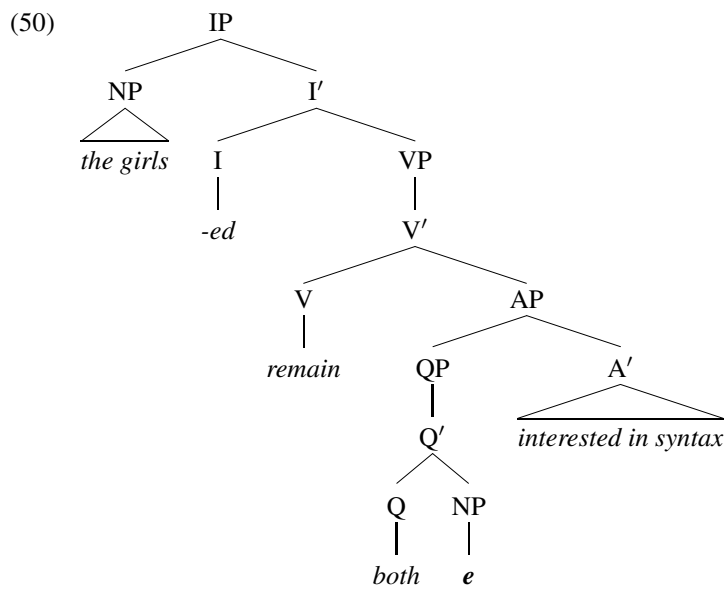 (50) IP
NP I′
the girls I VP
-ed V′
V AP
remain QP A′
Q′ interested in syntax
Q NP
both e